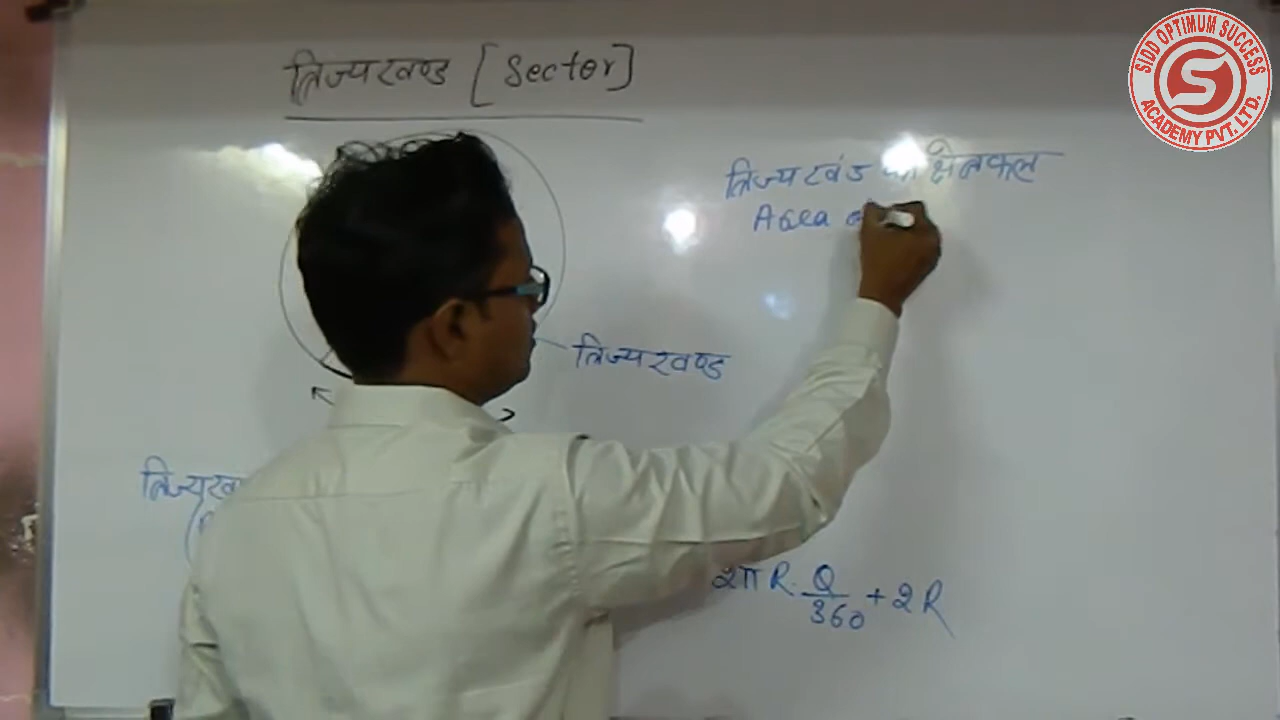 त्रिज्यखण्ड [Sector]
SIDD OPTIMUM SUCCESS
S
ACADEMY PVT. LTD.
त्रिज्यखंड का क्षेत्रफल
Area
त्रिज्यखण्ड
2πR. Q/360 + 2R